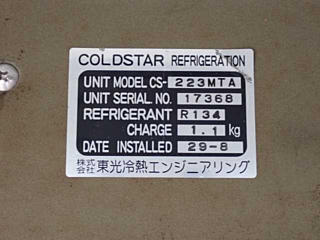 COLDSTAR REFRIGERATION
UNIT MODEL CS-223MTA
UNIT SERIAL NO. 17368
REFRIGERANT R134
CHARGE 1.1 kg
DATE INSTALLED 29-8
株式会社 東光冷熱エンジニアリング